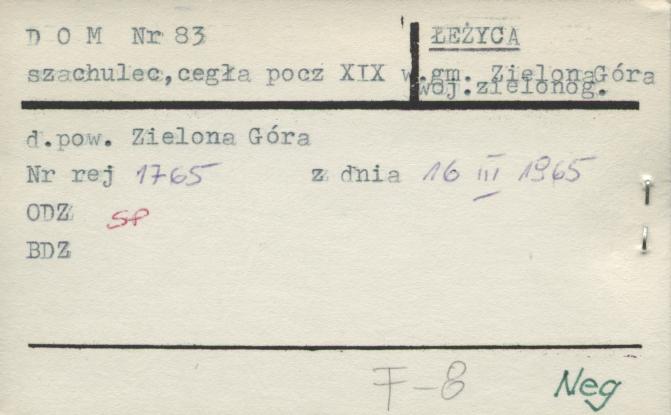 D O M Nr 83
ŁĘŻYCA
szachulec,cegła pocz XIX w.gm. Zielona Góra
woj.zielonog.
d.pow. Zielona Góra
Nr rej 1765 z dnia 16 III 1965
ODZ SP
BDZ
F-8 Neg